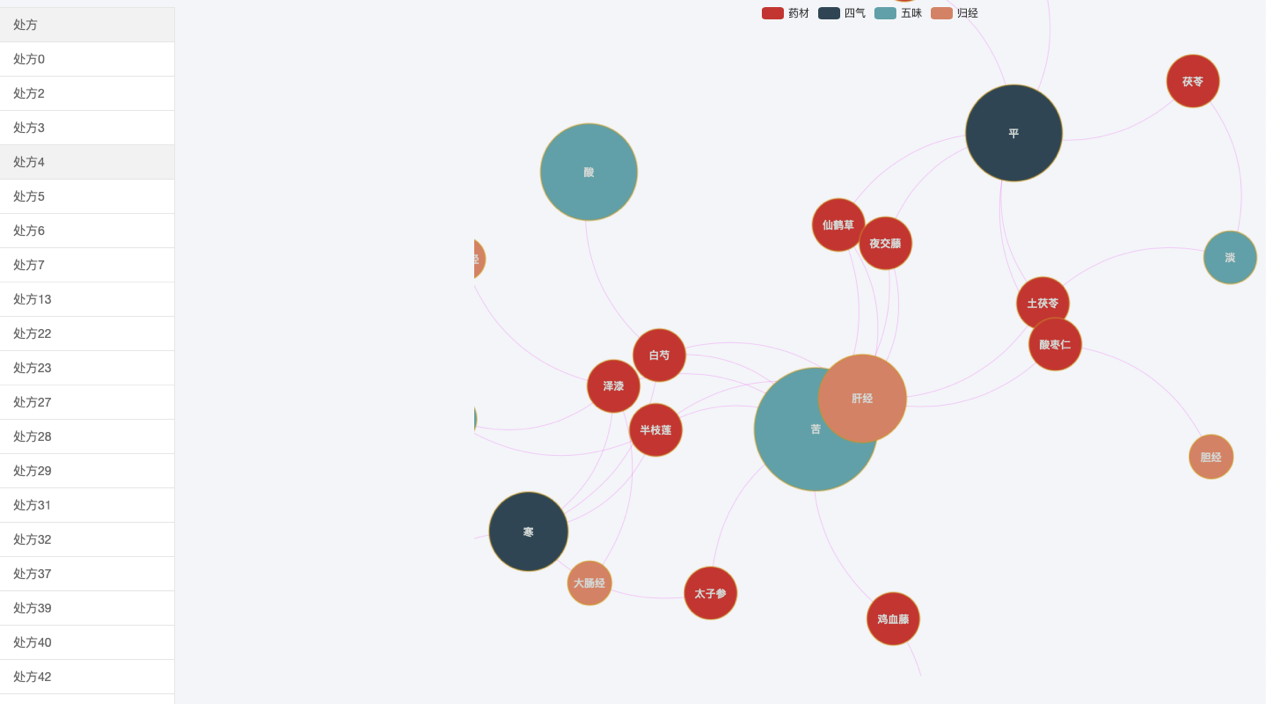 处方
处方0
处方2
处方3
处方4
处方5
处方6
处方7
处方13
处方22
处方23
处方27
处方28
处方29
处方31
处方32
处方37
处方39
处方40
处方42
药材 四气 五味 归经
茯苓
平
酸
仙鹤草
夜交藤
淡
土茯苓
酸枣仁
白芍
泽漆
肝经
苦
半枝莲
胆经
寒
大肠经
太子参
鸡血藤